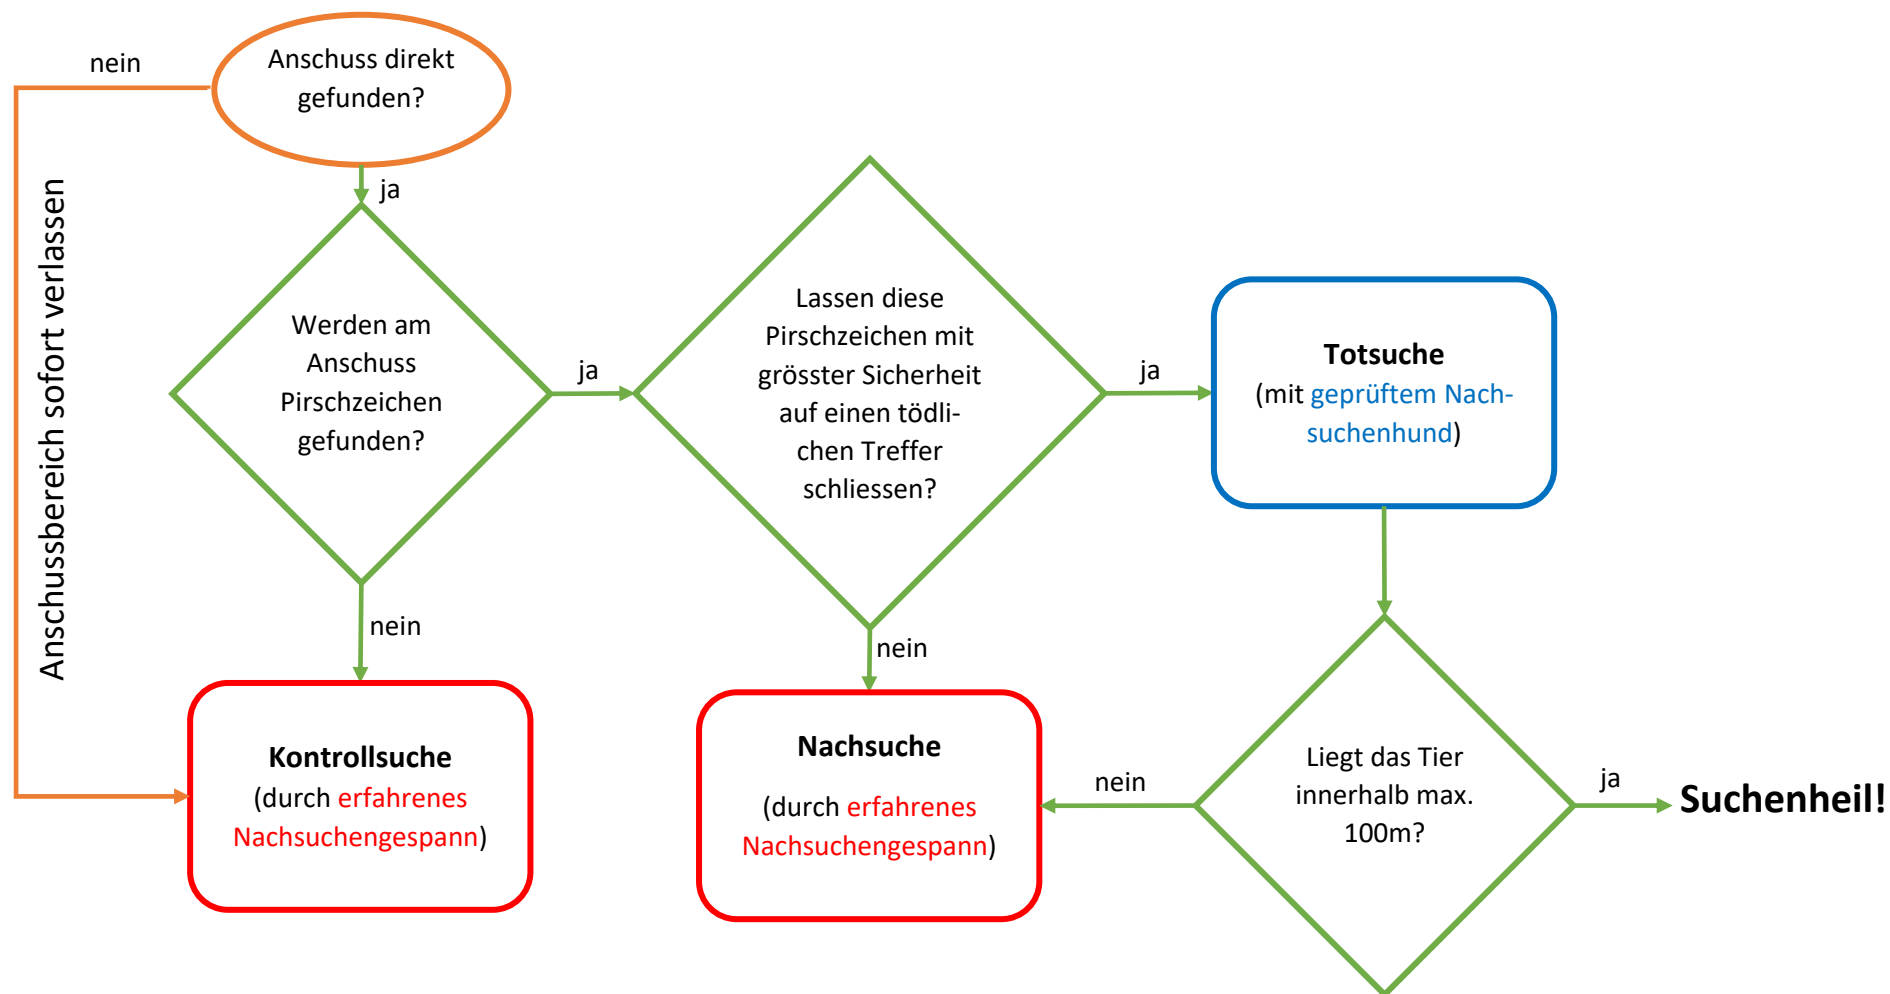 Anschuss direkt
gefunden?
nein
Anschussbereich sofort verlassen
ja
Werden am
Anschuss
Pirschzeichen
gefunden?
ja
nein
Lassen diese
Pirschzeichen mit
grösster Sicherheit
auf einen tödli-
chen Treffer
schliessen?
ja
nein
Totsuche
(mit geprüftem Nach-
suchenhund)
Kontrollsuche
(durch erfahrenes
Nachsuchengespann)
Nachsuche
(durch erfahrenes
Nachsuchengespann)
nein
Liegt das Tier
innerhalb max.
100m?
ja
Suchenheil!